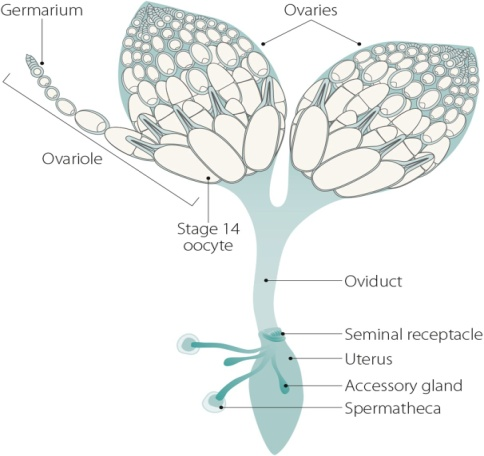 Germarium
Ovaries
Ovariole
Stage 14
oocyte
Oviduct
Seminal receptacle
Uterus
Accessory gland
Spermatheca